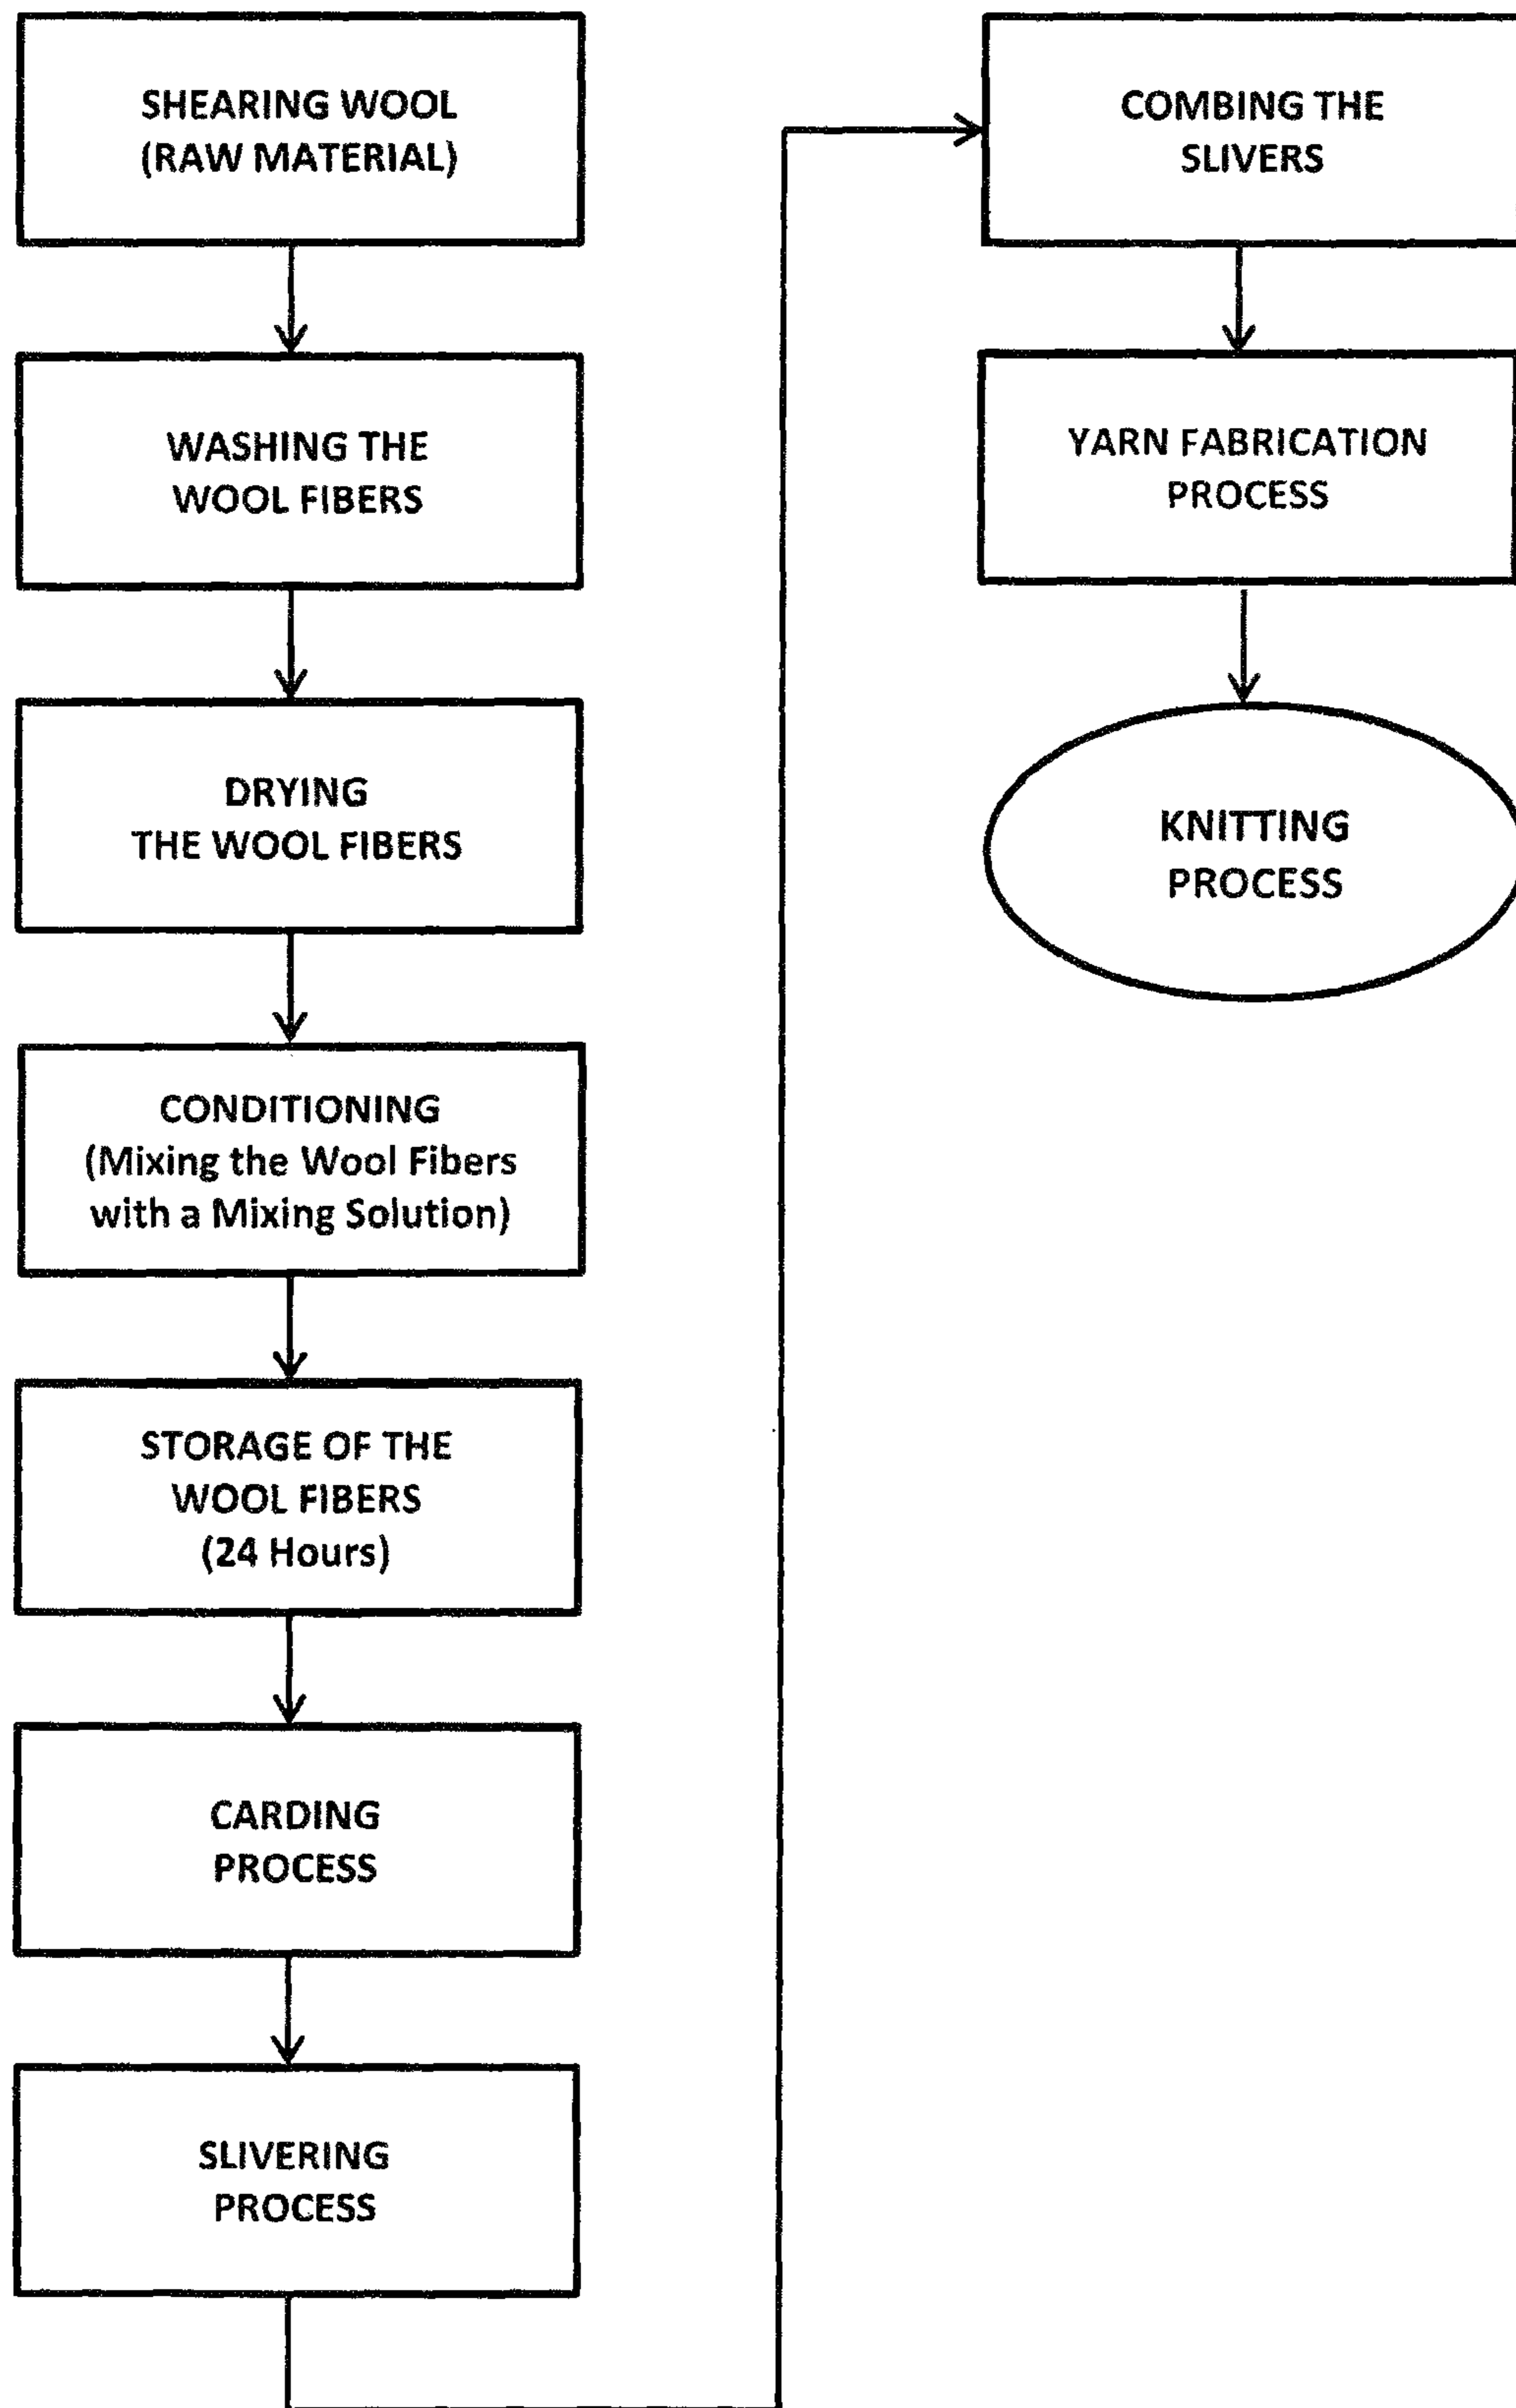 SHEARING WOOL
(RAW MATERIAL)
WASHING THE
WOOL FIBERS
DRYING
THE WOOL FIBERS
CONDITIONING
(Mixing the Wool Fibers
with a Mixing Solution)
STORAGE OF THE
WOOL FIBERS
(24 Hours)
CARDING
PROCESS
SLIVERING
PROCESS
COMBING THE
SLIVERS
YARN FABRICATION
PROCESS
KNITTING
PROCESS